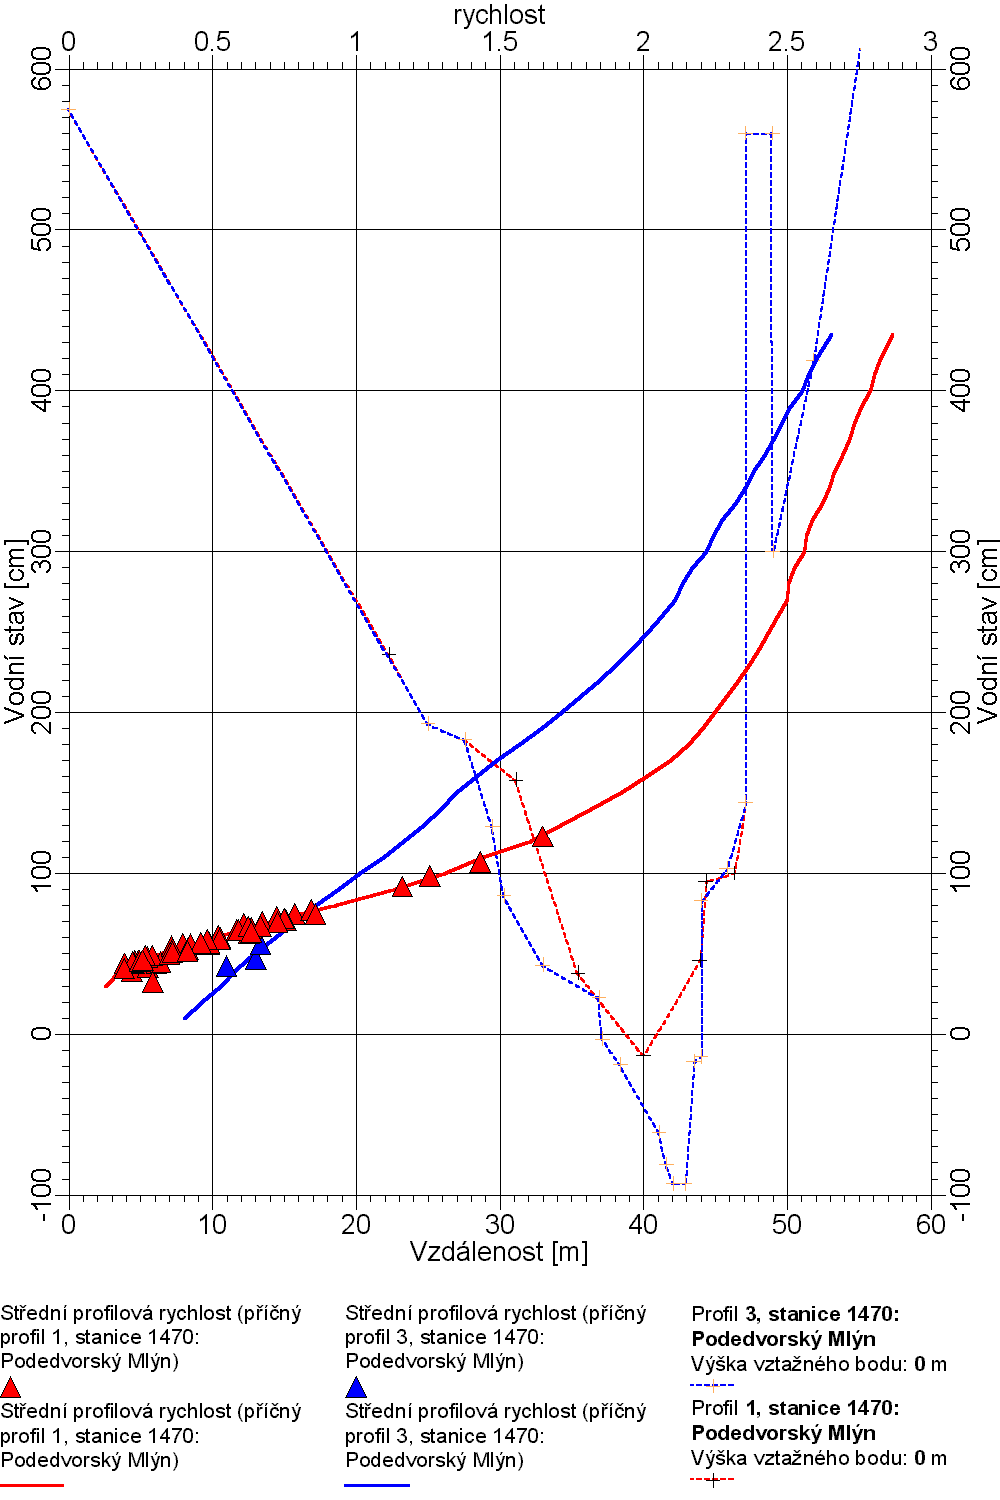 rychlost
0 0.5 1 1.5 2 2.5 3
600 600
500 500
400 400
300 300
200 200
100 100
0 0
-100 -100
Vodní stav [cm]
Vodní stav [cm]
0 10 20 30 40 50 60
Vzdálenost [m]
Střední profilová rychlost (příčný
profil 1, stanice 1470:
Podedvorský Mlýn)
Střední profilová rychlost (příčný
profil 1, stanice 1470:
Podedvorský Mlýn)
Střední profilová rychlost (příčný
profil 3, stanice 1470:
Podedvorský Mlýn)
Střední profilová rychlost (příčný
profil 3, stanice 1470:
Podedvorský Mlýn)
Profil 3, stanice 1470:
Podedvorský Mlýn
Výška vztažného bodu: 0 m
Profil 1, stanice 1470:
Podedvorský Mlýn
Výška vztažného bodu: 0 m